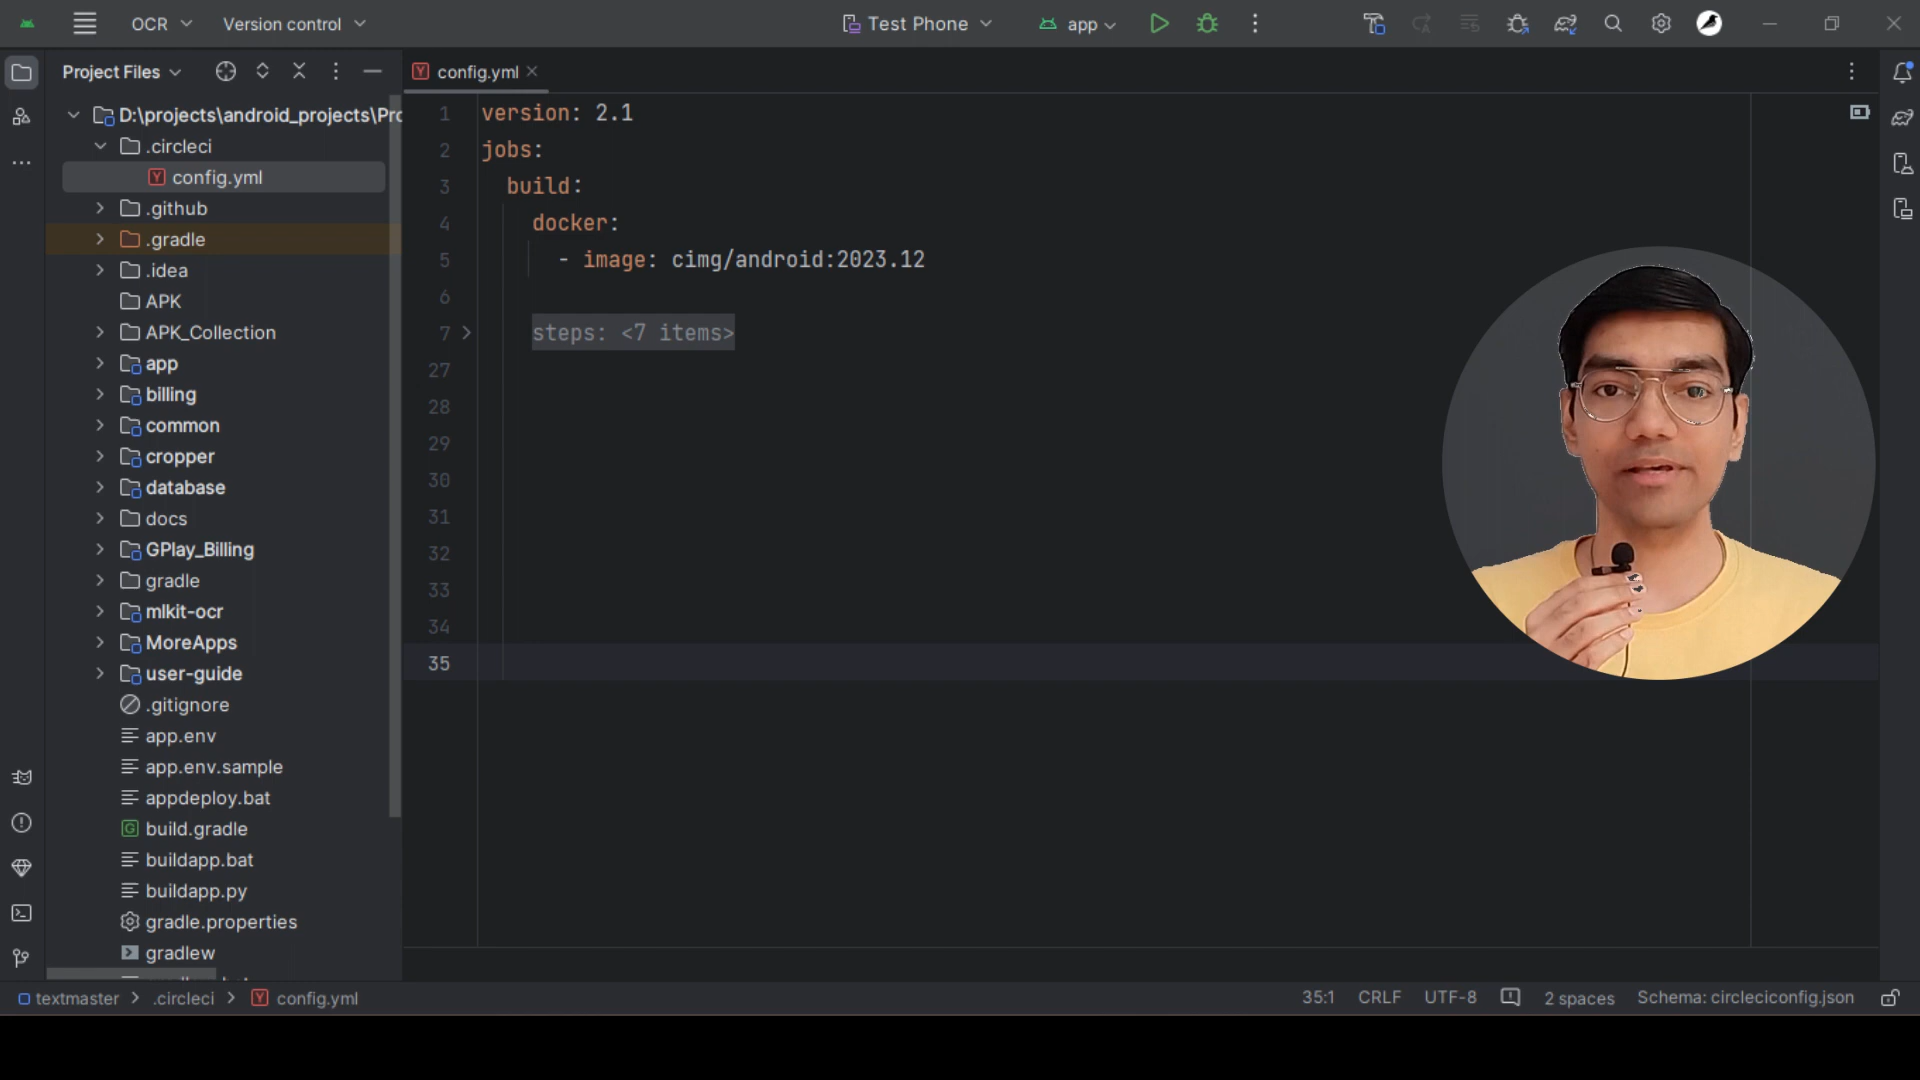 OCR
Version control
Test Phone
app
Project Files
config.yml
D:\projects\android_projects\Pro
.circleci
config.yml
.github
.gradle
.idea
APK
APK_Collection
app
billing
common
cropper
database
docs
GPlay_Billing
gradle
mlkit-ocr
MoreApps
user-guide
.gitignore
app.env
app.env.sample
appdeploy.bat
build.gradle
buildapp.bat
buildapp.py
gradle.properties
gradlew
1 version: 2.1
2 jobs:
3 build:
4 docker:
5 - image: cimg/android:2023.12
6
7 steps: <7 items>
27
28
29
30
31
32
33
34
35
textmaster > .circleci > config.yml
35:1 CRLF UTF-8 2 spaces Schema: circleciconfig.json